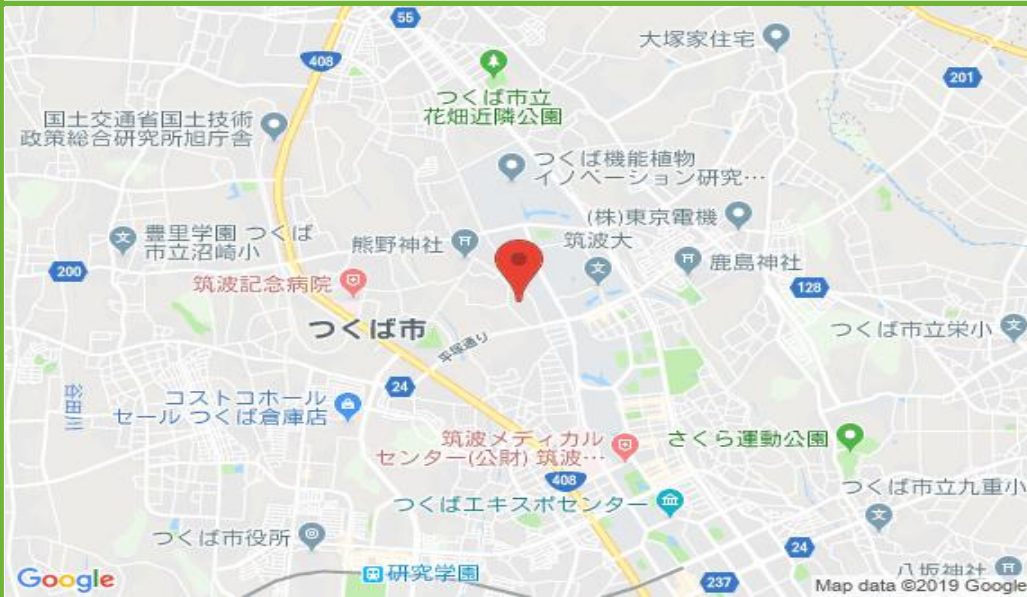 55
大塚家住宅
408
201
つくば市立
花畑近隣公園
国土交通省国土技術
政策総合研究所旭庁舎
つくば機能植物
イノベーション研究…
(株)東京電機
豊里学園 つくば
市立沼崎小
熊野神社
筑波大
鹿島神社
200
筑波記念病院
128
つくば市
つくば市立栄小
平塚通り
谷田川
24
コストコホール
セール つくば倉庫店
筑波メディカル
センター(公財) 筑波…
さくら運動公園
408
つくば市立九重小
つくばエキスポセンター
つくば市役所
24
研究学園
237
八坂神社
Google
Map data ©2019 Google